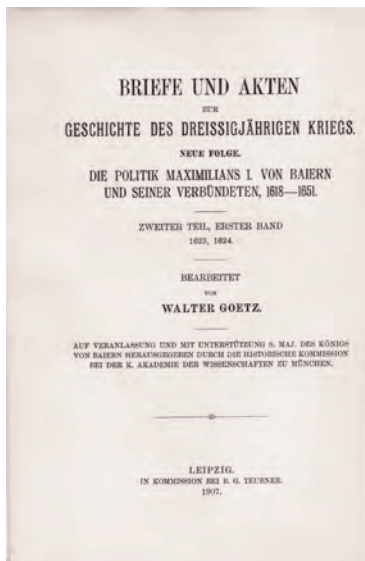 BRIEFE UND AKTEN
ZUR
GESCHICHTE DES DREISSIGJÄHRIGEN KRIEGS.
NEUE FOLGE.
DIE POLITIK MAXIMILIANS I. VON BAIERN
UND SEINER VERBÜNDETEN, 1618—1651.
ZWEITER TEIL, ERSTER BAND
1623, 1624.
BEARBEITET
VON
WALTER GOETZ.
AUF VERANLASSUNG UND MIT UNTERSTÜTZUNG S. MAJ. DES KÖNIGS
VON BAIERN HERAUSGEGEBEN DURCH DIE HISTORISCHE KOMMISSION
BEI DER K. AKADEMIE DER WISSENSCHAFTEN ZU MÜNCHEN.
LEIPZIG.
IN KOMMISSION BEI B. G. TEUBNER.
1907.